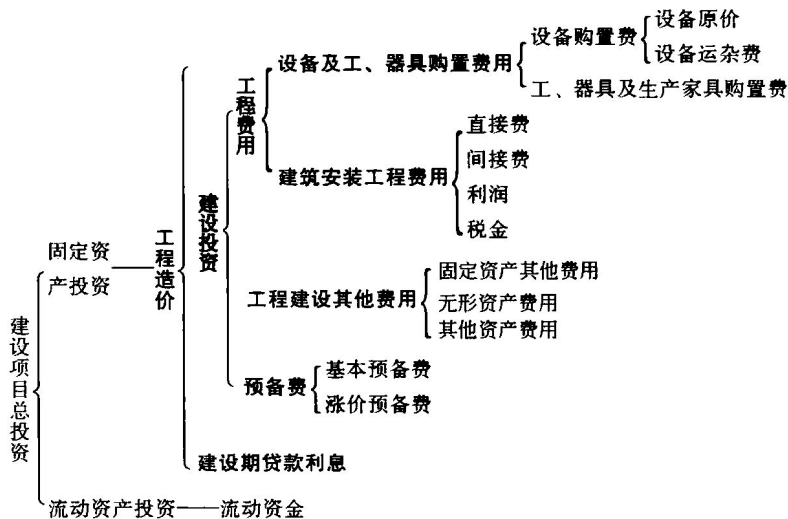 建设项目总投资
固定资
产投资
工程造价
建设投资
工程费用
设备及工、器具购置费用
设备购置费
设备原价
设备运杂费
工、器具及生产家具购置费
建筑安装工程费用
直接费
间接费
利润
税金
工程建设其他费用
固定资产其他费用
无形资产费用
其他资产费用
预备费
基本预备费
涨价预备费
建设期贷款利息
流动资产投资
流动资金